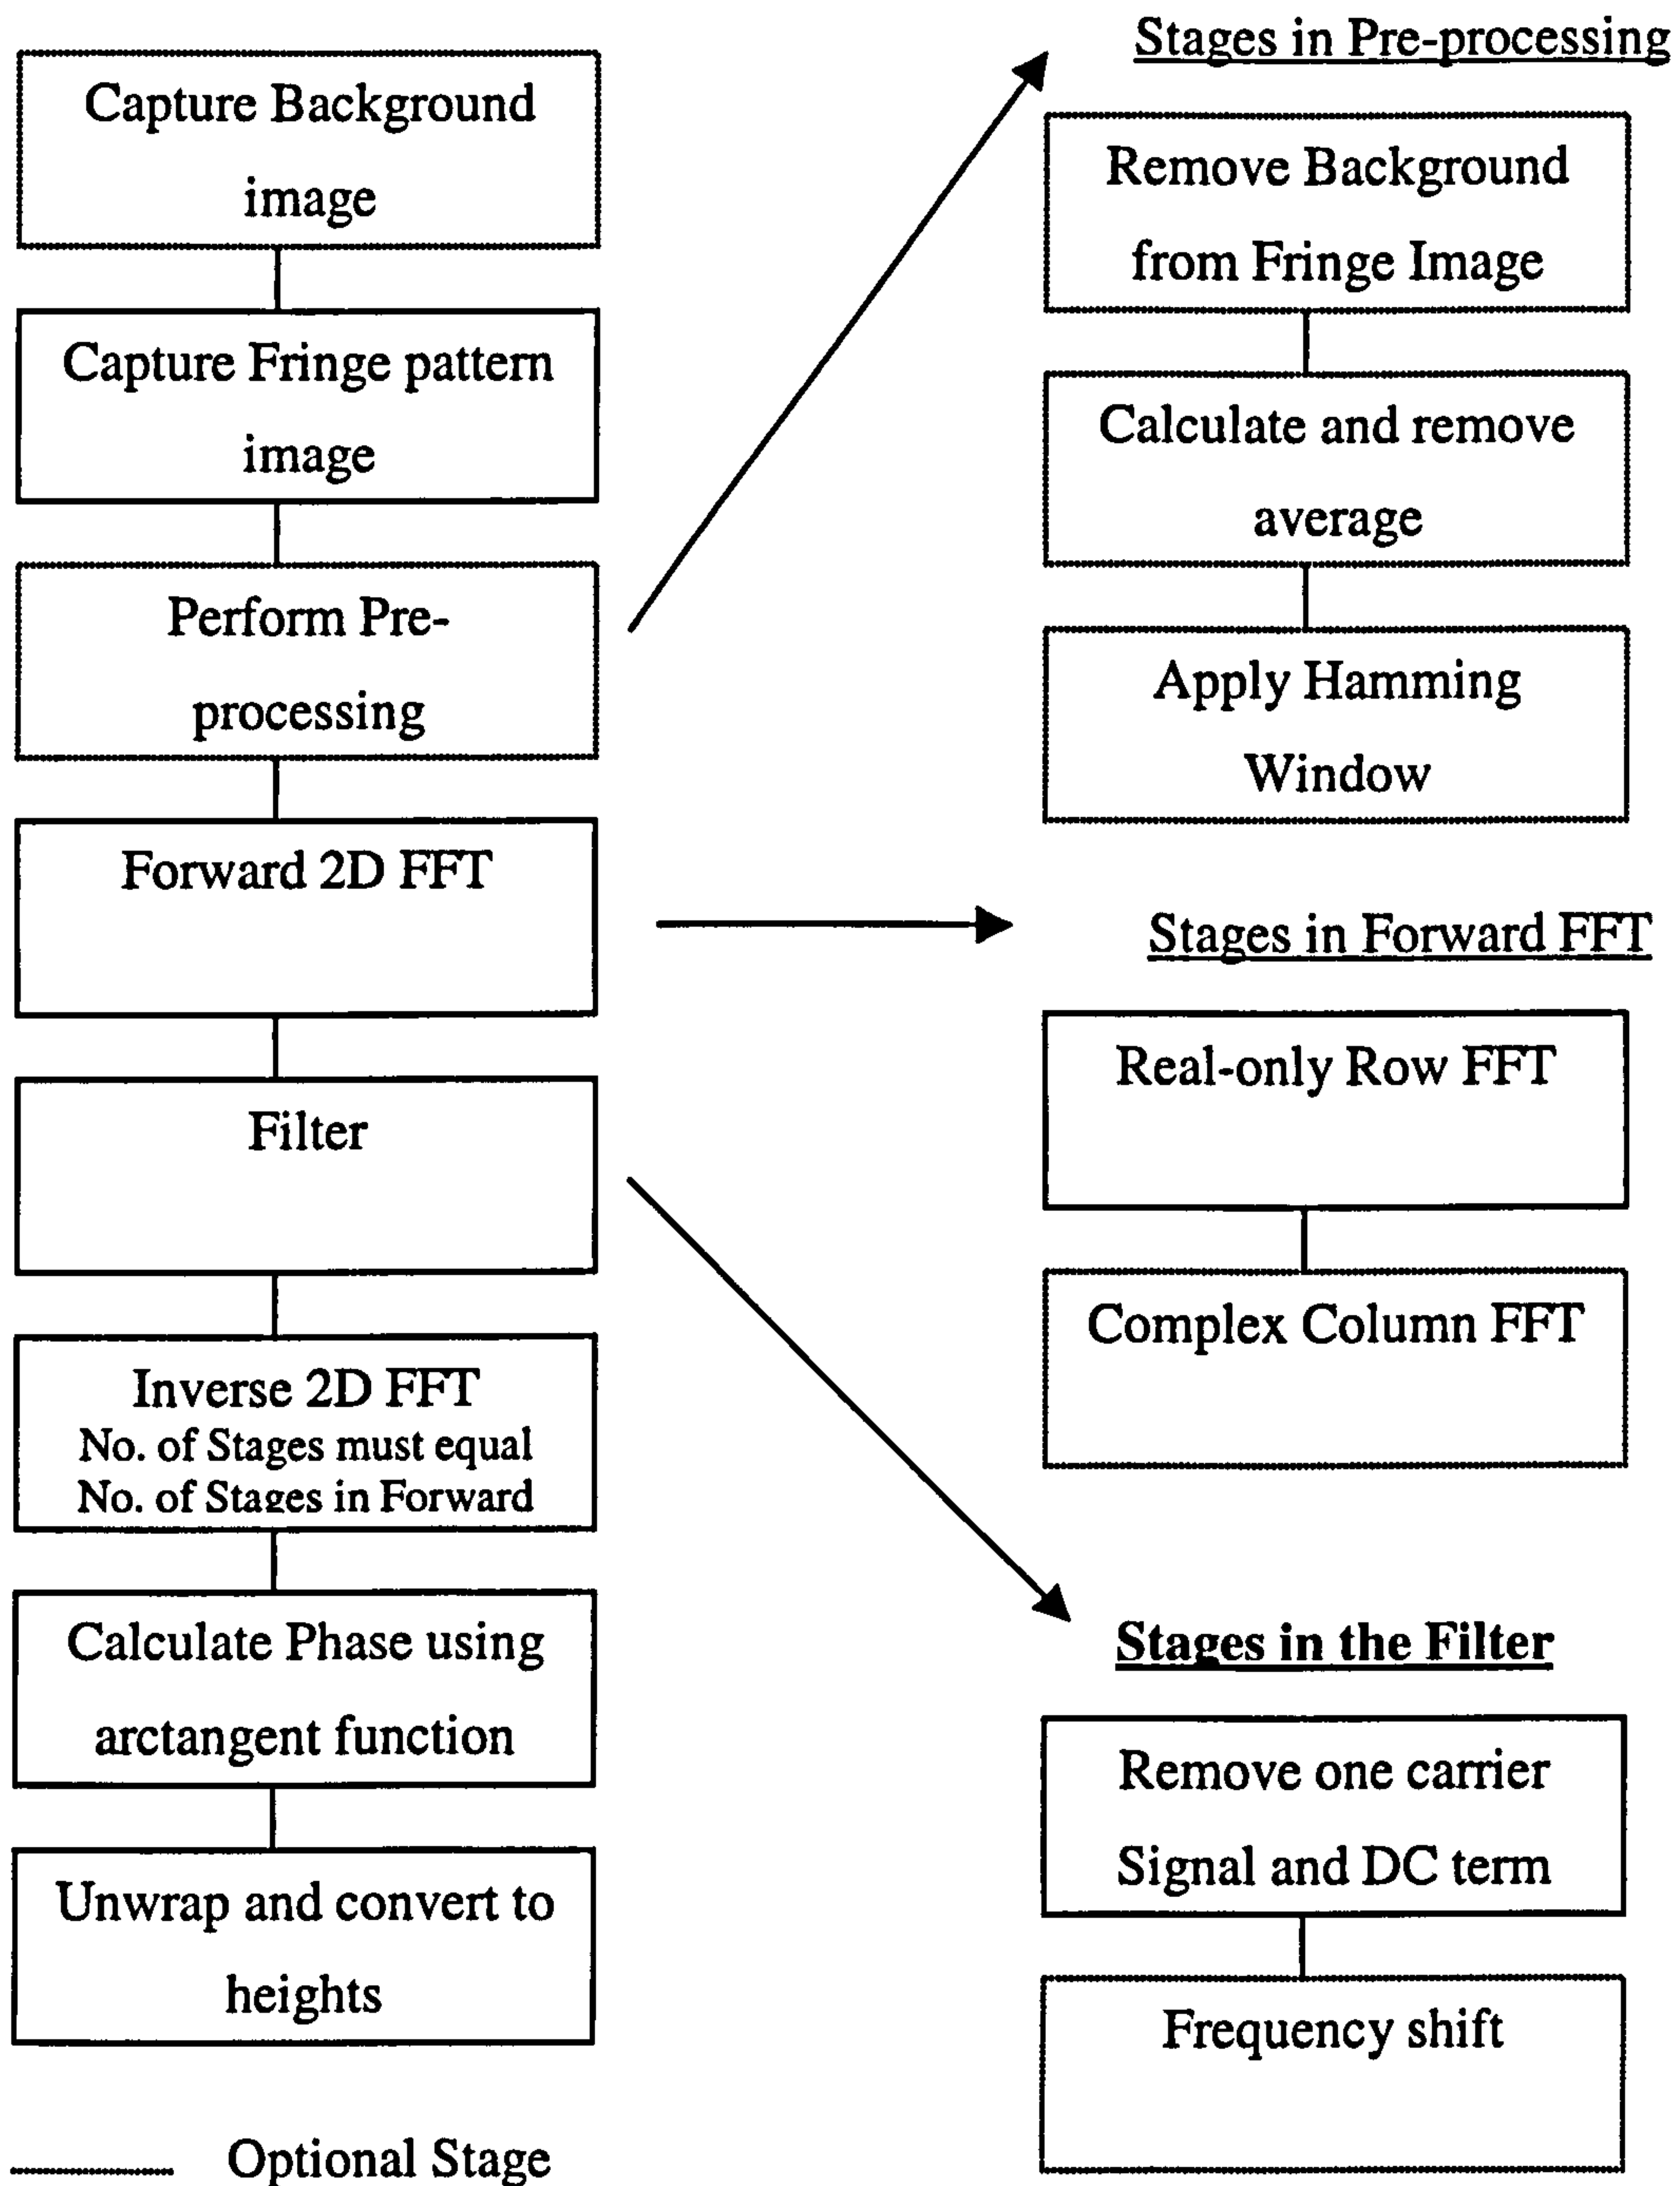 Capture Background
image
Capture Fringe pattern
image
Perform Pre-
processing
Forward 2D FFT
Filter
Inverse 2D FFT
No. of Stages must equal
No. of Stages in Forward
Calculate Phase using
arctangent function
Unwrap and convert to
heights
Optional Stage
Stages in Pre-processing
Remove Background
from Fringe Image
Calculate and remove
average
Apply Hamming
Window
Stages in Forward FFT
Real-only Row FFT
Complex Column FFT
Stages in the Filter
Remove one carrier
Signal and DC term
Frequency shift